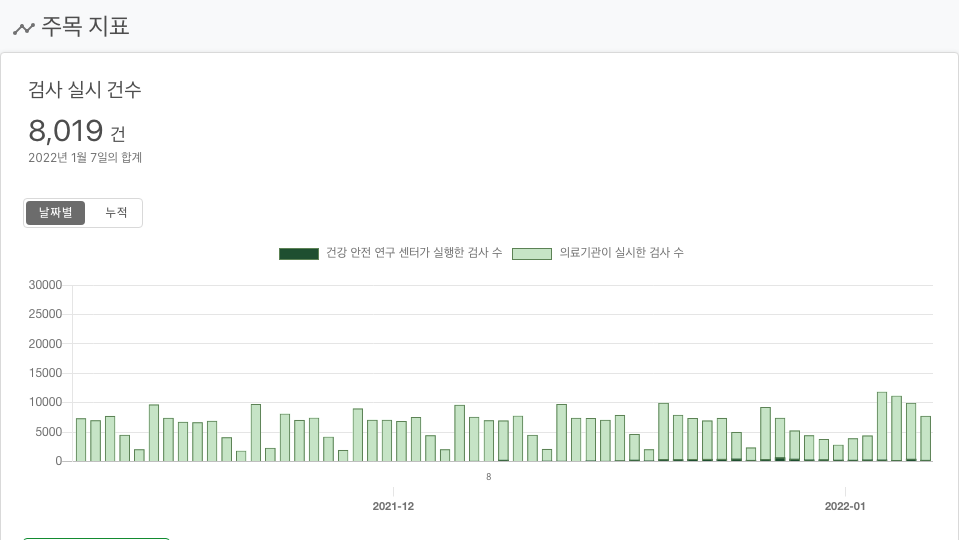 주목 지표
검사 실시 건수
8,019 건
2022년 1월 7일의 합계
날짜별 누적
건강 안전 연구 센터가 실행한 검사 수 의료기관이 실시한 검사 수
30000
25000
20000
15000
10000
5000
0
8
2021-12 2022-01